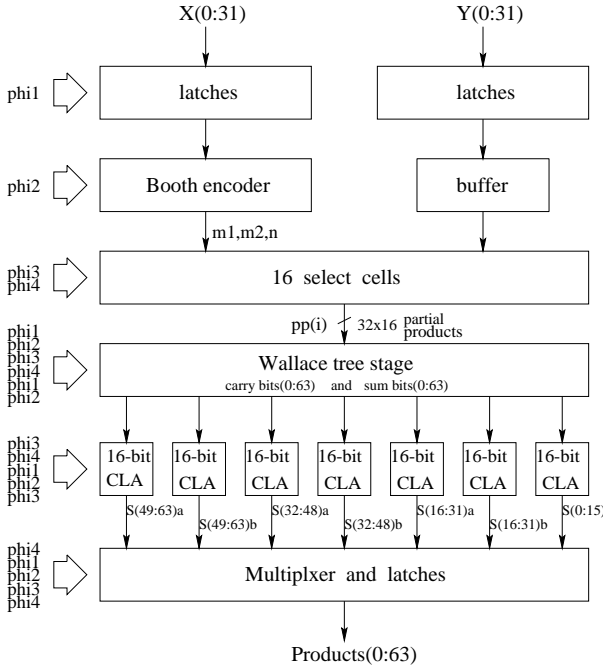 X(0:31)
Y(0:31)
phi1
latches
latches
phi2
Booth encoder
buffer
m1,m2,n
phi3
phi4
16 select cells
pp(i)
32x16 partial
products
phi1
phi2
phi3
phi4
phi1
phi2
Wallace tree stage
carry bits(0:63) and sum bits(0:63)
phi3
phi4
phi1
phi2
phi3
16-bit
CLA
16-bit
CLA
16-bit
CLA
16-bit
CLA
16-bit
CLA
16-bit
CLA
16-bit
CLA
S(49:63)a
S(49:63)b
S(32:48)a
S(32:48)b
S(16:31)a
S(16:31)b
S(0:15)
phi4
phi1
phi2
phi3
phi4
Multiplxer and latches
Products(0:63)